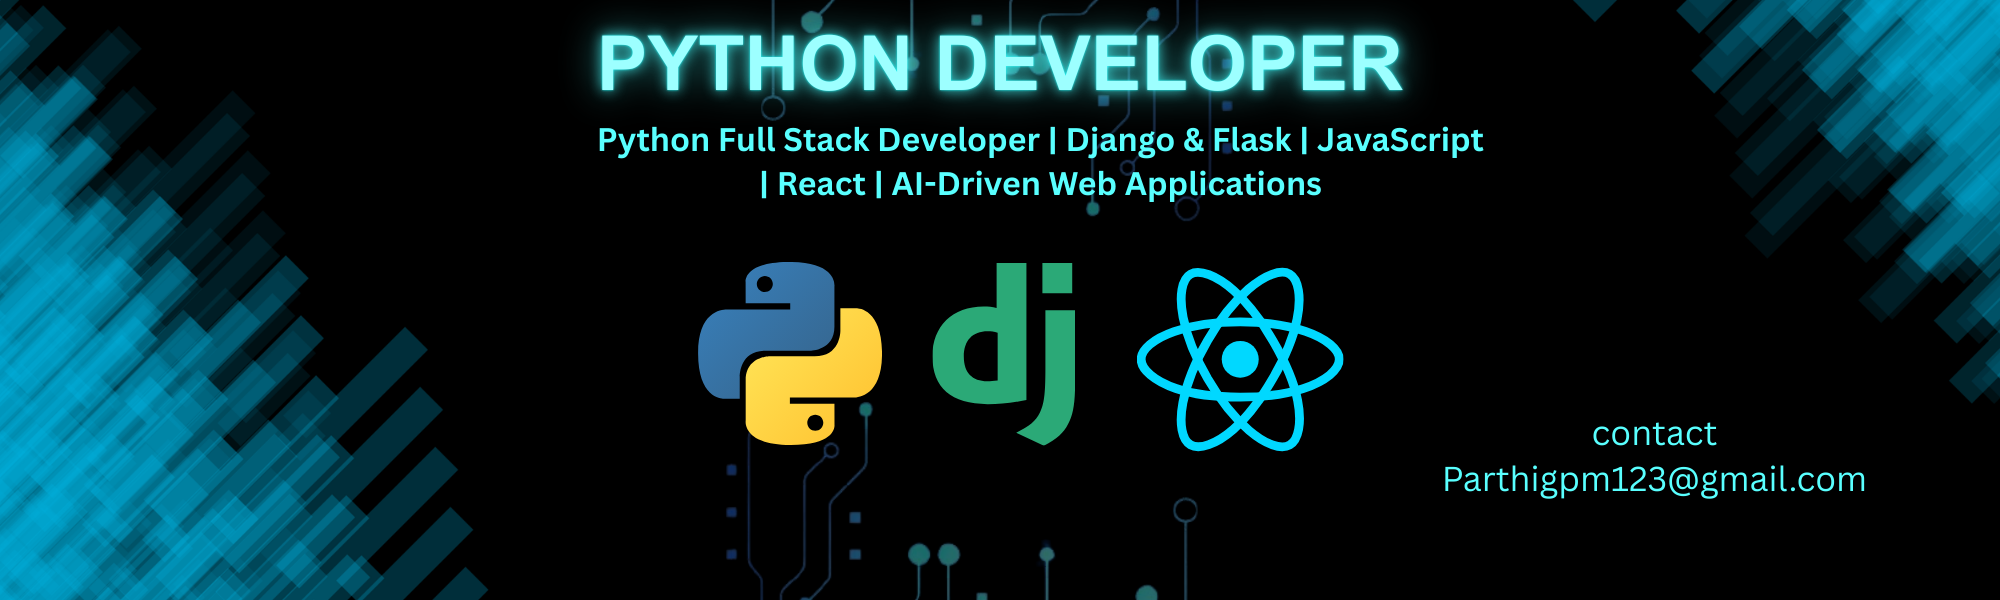 PYTHON DEVELOPER
Python Full Stack Developer | Django & Flask | JavaScript
| React | AI-Driven Web Applications
dj
contact
Parthigpm123@gmail.com